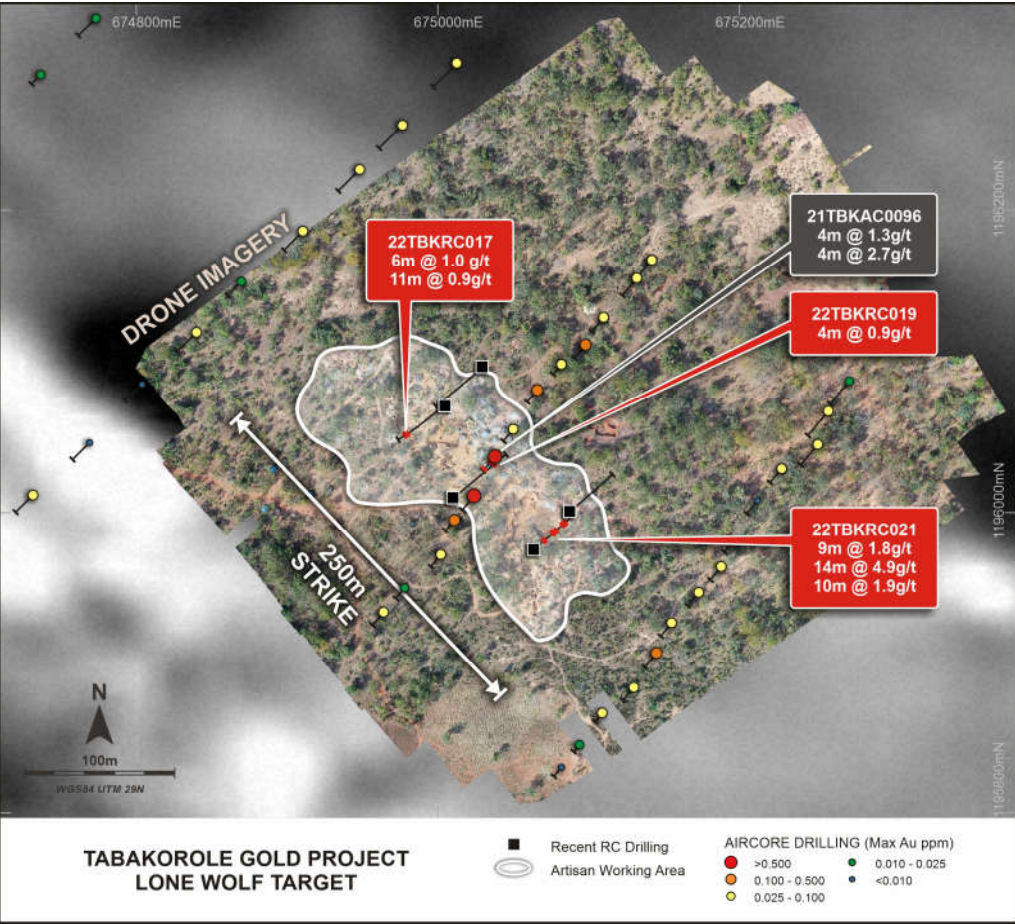 674800mE
675000mE
675200mE
1196200mN
1196000mN
1195800mN
DRONE IMAGERY
22TBKRC017
6m @ 1.0 g/t
11m @ 0.9g/t
21TBKAC0096
4m @ 1.3g/t
4m @ 2.7g/t
22TBKRC019
4m @ 0.9g/t
22TBKRC021
9m @ 1.8g/t
14m @ 4.9g/t
10m @ 1.9g/t
250m
STRIKE
N
100m
WGS84 UTM 29N
TABAKOROLE GOLD PROJECT
LONE WOLF TARGET
Recent RC Drilling
Artisan Working Area
AIRCORE DRILLING (Max Au ppm)
>0.500
0.100 - 0.500
0.025 - 0.100
0.010 - 0.025
<0.010